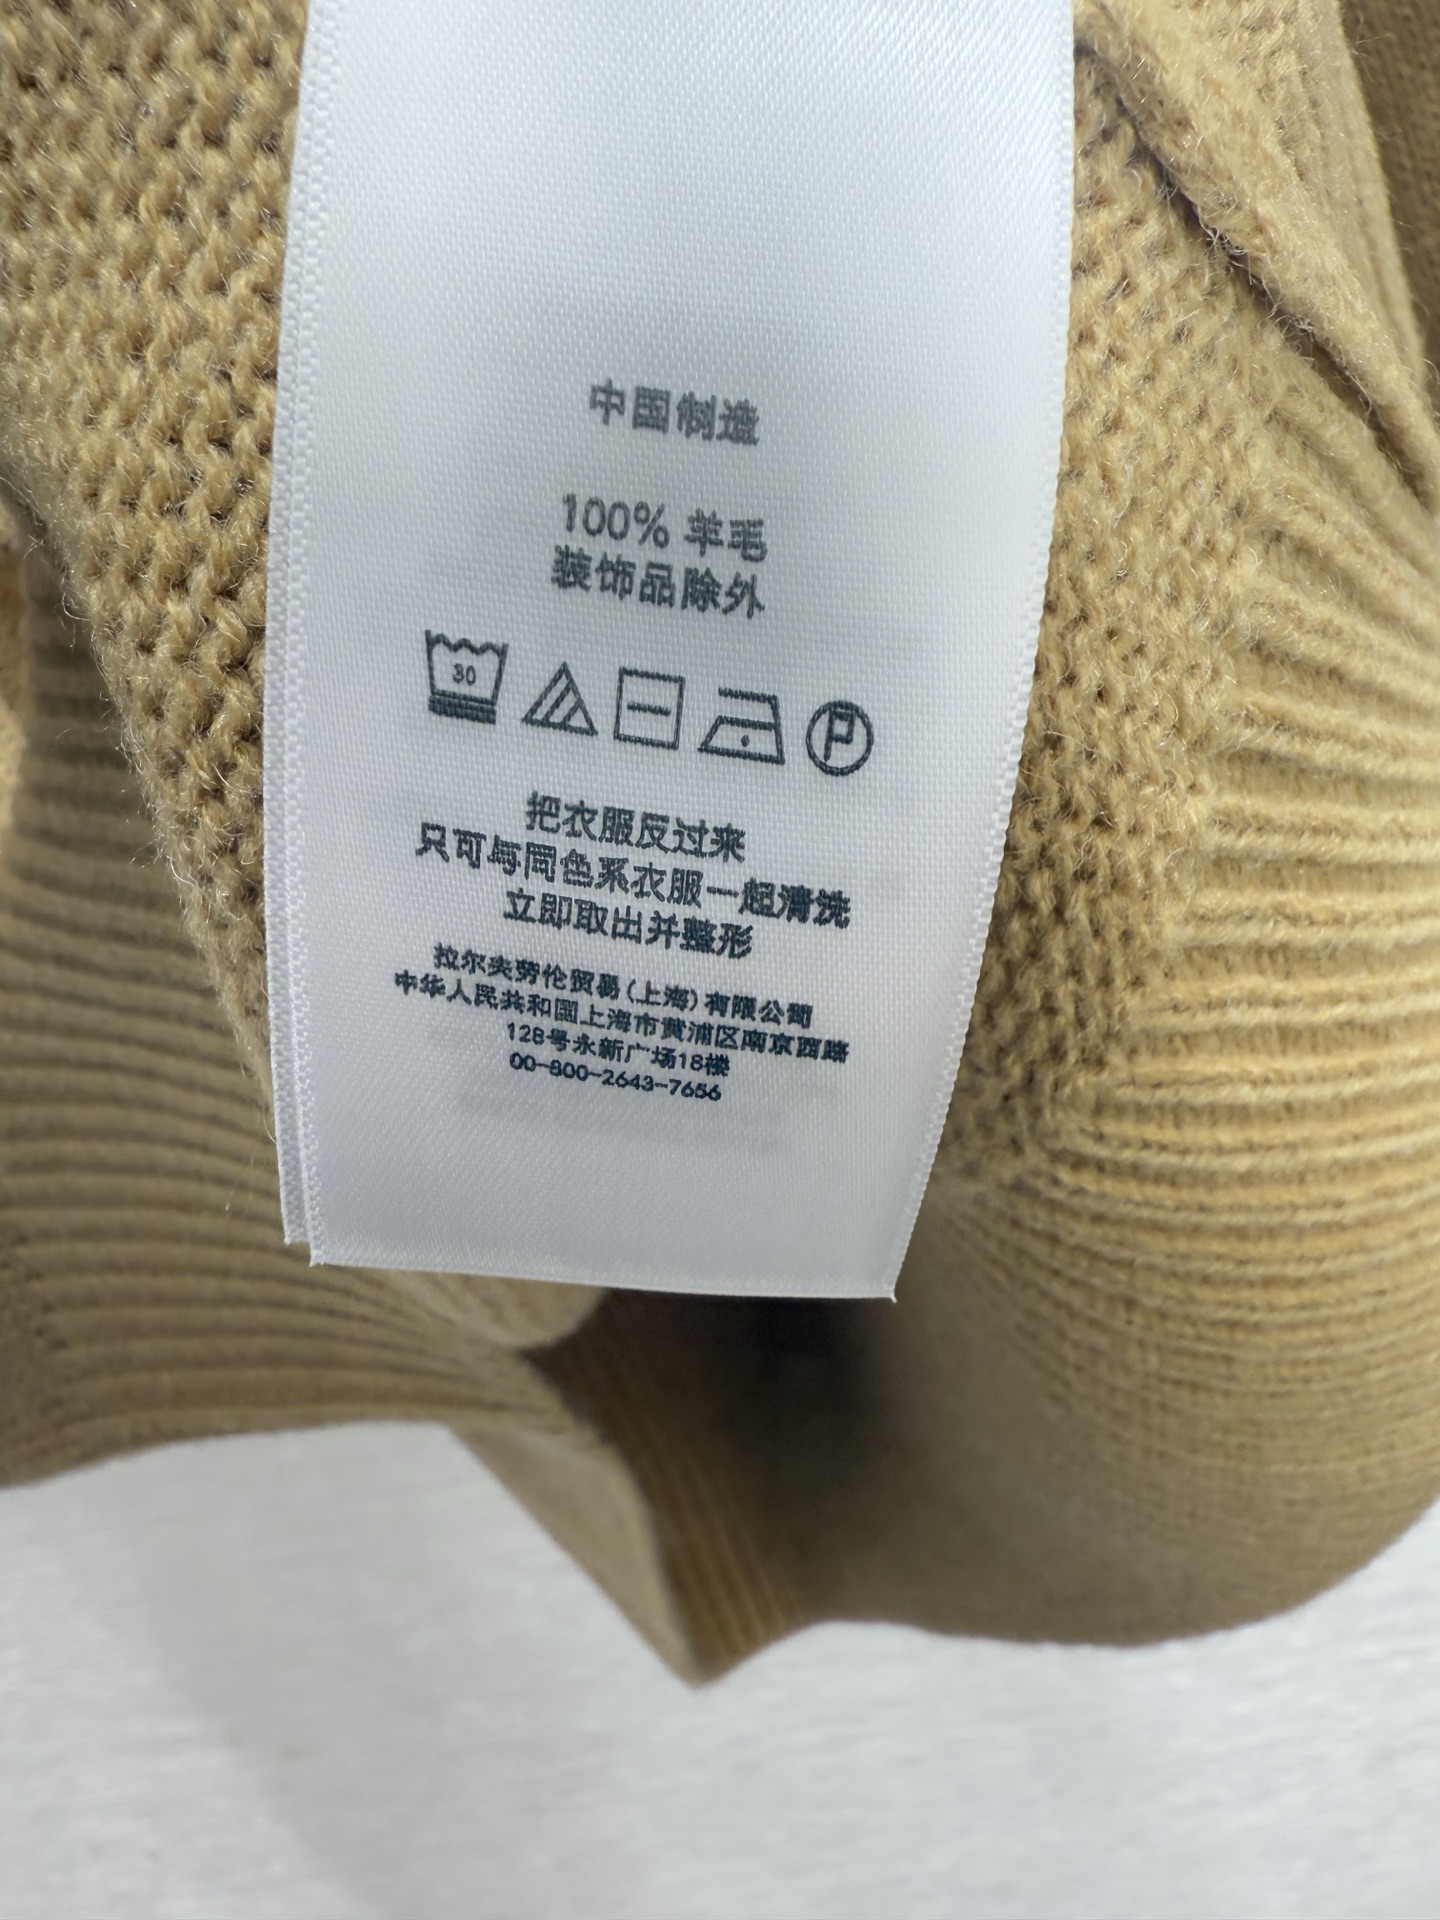 中国制造
100% 羊毛
装饰品除外
30
P
把衣服反过来
只可与同色系衣服一起清洗
立即取出并整形
拉尔夫劳伦贸易(上海)有限公司
中华人民共和国上海市黄浦区南京西路
128号永新广场18楼
00-800-2643-7656